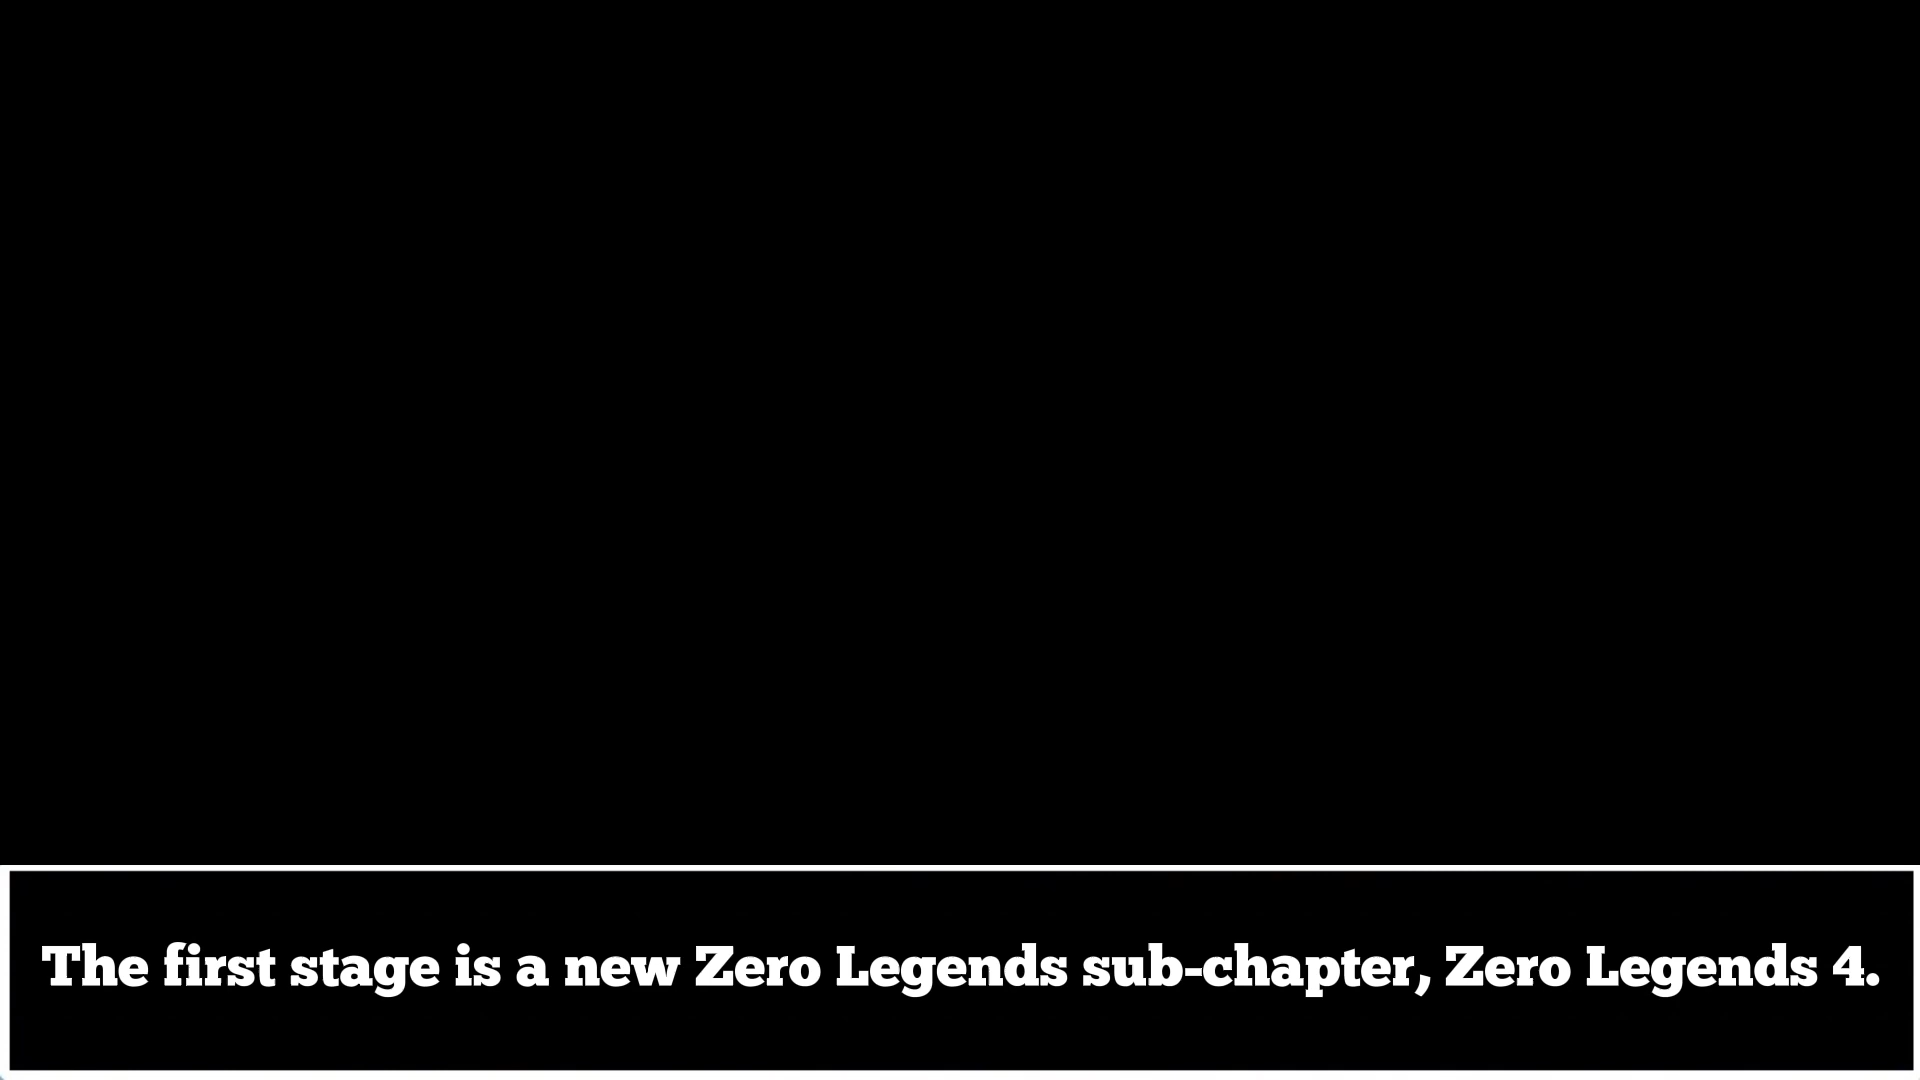 The first stage is a new Zero Legends sub-chapter, Zero Legends 4.